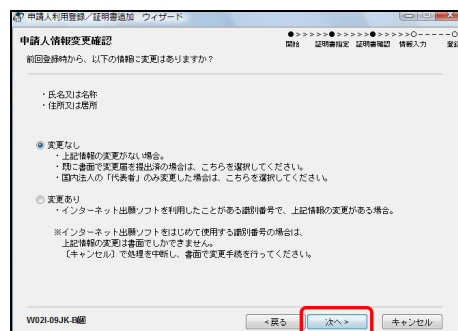 申請人利用登録/証明書追加 ウィザード
申請人情報変更確認
●>>>>>●>>>>>●>>>>>○-----○
開始 証明書指定 証明書確認 情報入力 登録
前回登録時から、以下の情報に変更はありますか？
・氏名又は名称
・住所又は居所
変更なし
・上記情報の変更がない場合。
・既に書面で変更届を提出済の場合は、こちらを選択してください。
・国内法人の「代表者」のみ変更した場合は、こちらを選択してください。
変更あり
・インターネット出願ソフトを利用したことがある識別番号で、上記情報の変更がある場合。
※インターネット出願ソフトをはじめて使用する識別番号の場合は、
上記情報の変更は書面でしかできません。
［キャンセル］で処理を中断し、書面で変更手続を行ってください。
W02I-09.JK-B
<戻る 次へ> キャンセル